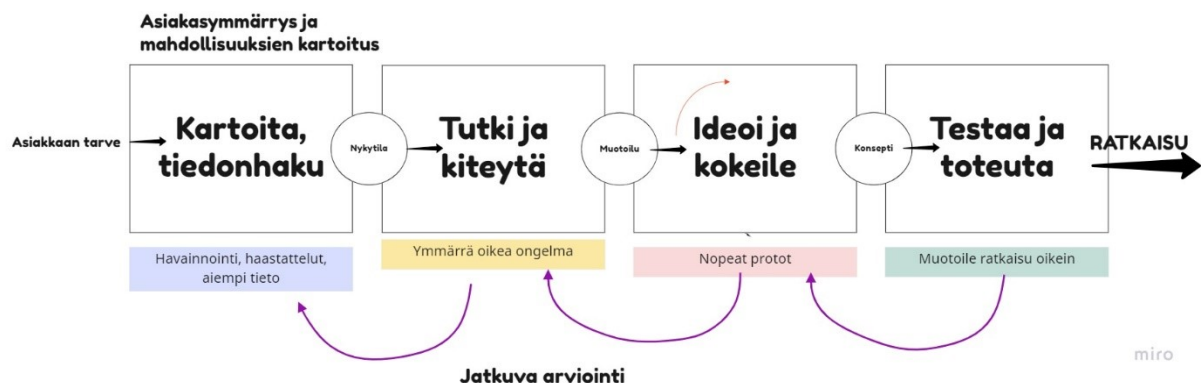 Asiakasymmärrys ja
mahdollisuuksien kartoitus
Asiakkaan tarve
Kartoita,
tiedonhaku
Nykytila
Tutki ja
kiteytä
Muotoilu
Ideoi ja
kokeile
Konsepti
Testaa ja
toteuta
RATKAISU
Havainnointi, haastattelut,
aiempi tieto
Ymmärrä oikea ongelma
Nopeat protot
Muotoile ratkaisu oikein
Jatkuva arviointi
miro